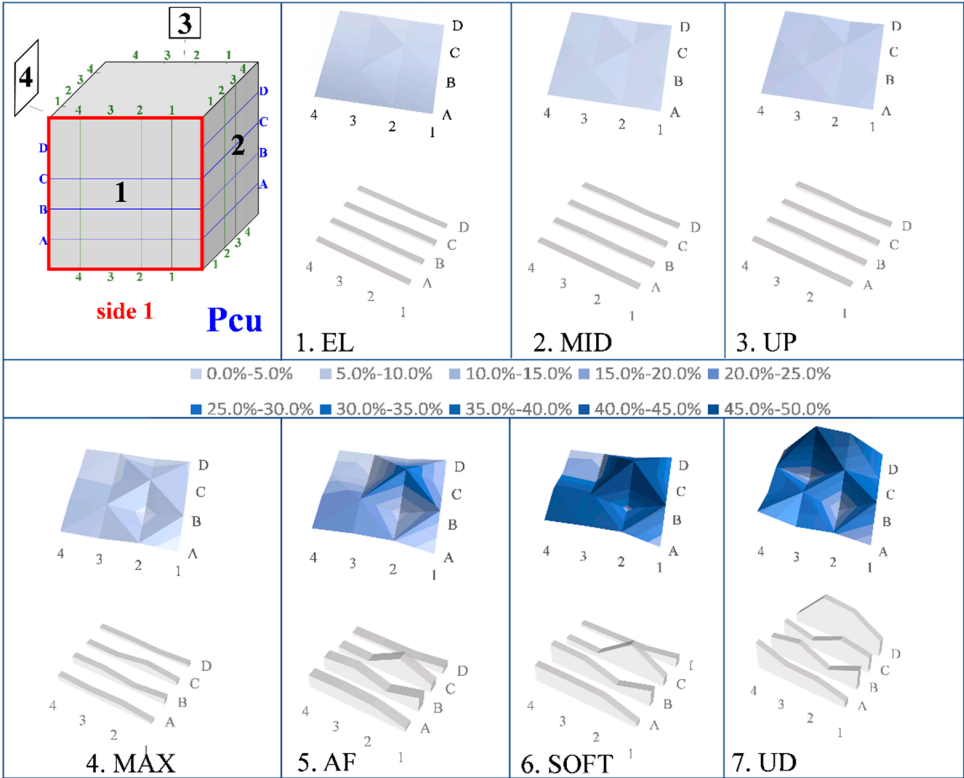 3
4
4 3 2 1
4 3 2 1
4 3 2 1
1 2 3 4
D
C
B
A
D
C
B
A
1
2
4 3 2 1
1 2 3 4
side 1
Pcu
D
C
B
A
4 3 2 1
D
C
B
A
4 3 2 1
1. EL
D
C
B
A
4 3 2 1
D
C
B
A
4 3 2 1
2. MID
D
C
B
A
4 3 2 1
D
C
B
A
4 3 2 1
3. UP
0.0%-5.0% 5.0%-10.0% 10.0%-15.0% 15.0%-20.0% 20.0%-25.0%
25.0%-30.0% 30.0%-35.0% 35.0%-40.0% 40.0%-45.0% 45.0%-50.0%
D
C
B
A
4 3 2 1
D
C
B
A
4 3 2 1
4. MAX
D
C
B
A
4 3 2 1
D
C
B
A
4 3 2 1
5. AF
D
C
B
A
4 3 2 1
C
B
A
4 3 2 1
6. SOFT
D
C
B
A
4 3 2 1
D
C
B
A
4 3 2 1
7. UD